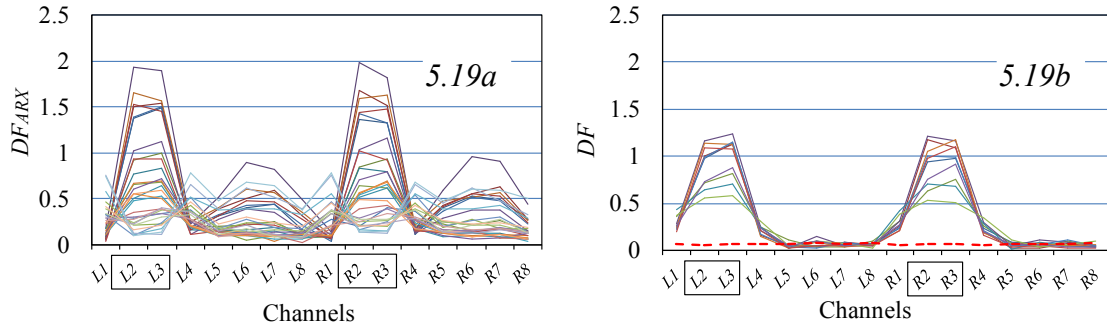 2.5
2
1.5
1
0.5
0
DFARX
5.19a
L1 L2 L3 L4 L5 L6 L7 L8 R1 R2 R3 R4 R5 R6 R7 R8
Channels
2.5
2
1.5
1
0.5
0
DF
5.19b
L1 L2 L3 L4 L5 L6 L7 L8 R1 R2 R3 R4 R5 R6 R7 R8
Channels